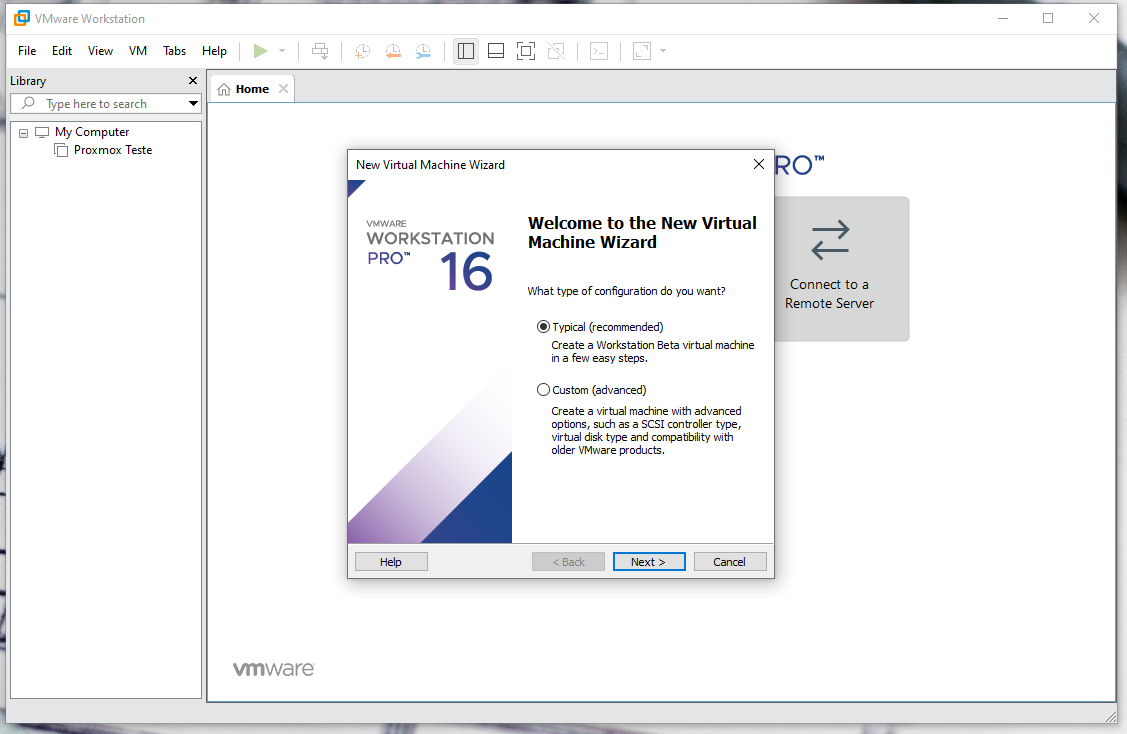 VMware Workstation
File Edit View VM Tabs Help
Library
Type here to search
My Computer
Proxmox Teste
Home
RO™
Connect to a
Remote Server
New Virtual Machine Wizard
VMWARE
WORKSTATION
PRO™ 16
Welcome to the New Virtual
Machine Wizard
What type of configuration do you want?
Typical (recommended)
Create a Workstation Beta virtual machine
in a few easy steps.
Custom (advanced)
Create a virtual machine with advanced
options, such as a SCSI controller type,
virtual disk type and compatibility with
older VMware products.
Help < Back Next > Cancel
vmware